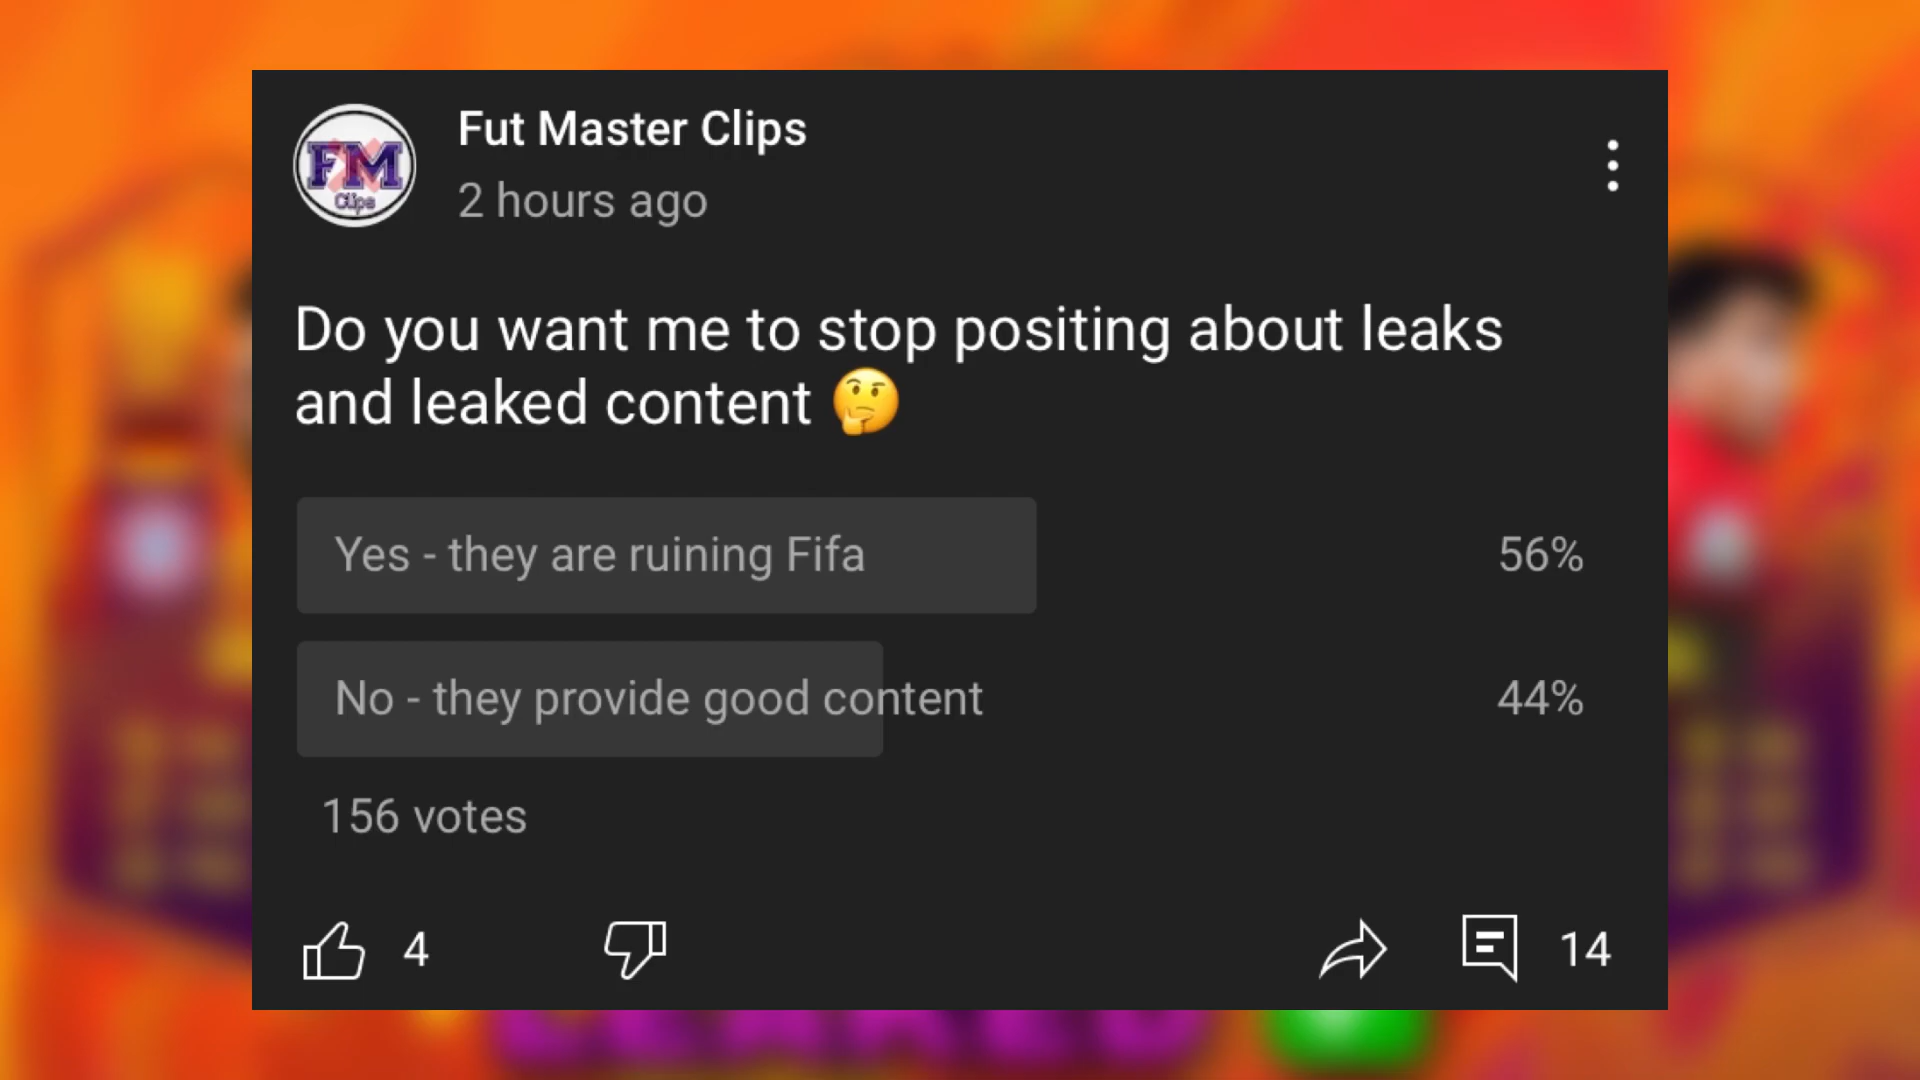 FM
Clips
Fut Master Clips
2 hours ago
Do you want me to stop positing about leaks
and leaked content 🤔
Yes - they are ruining Fifa
56%
No - they provide good content
44%
156 votes
4
14